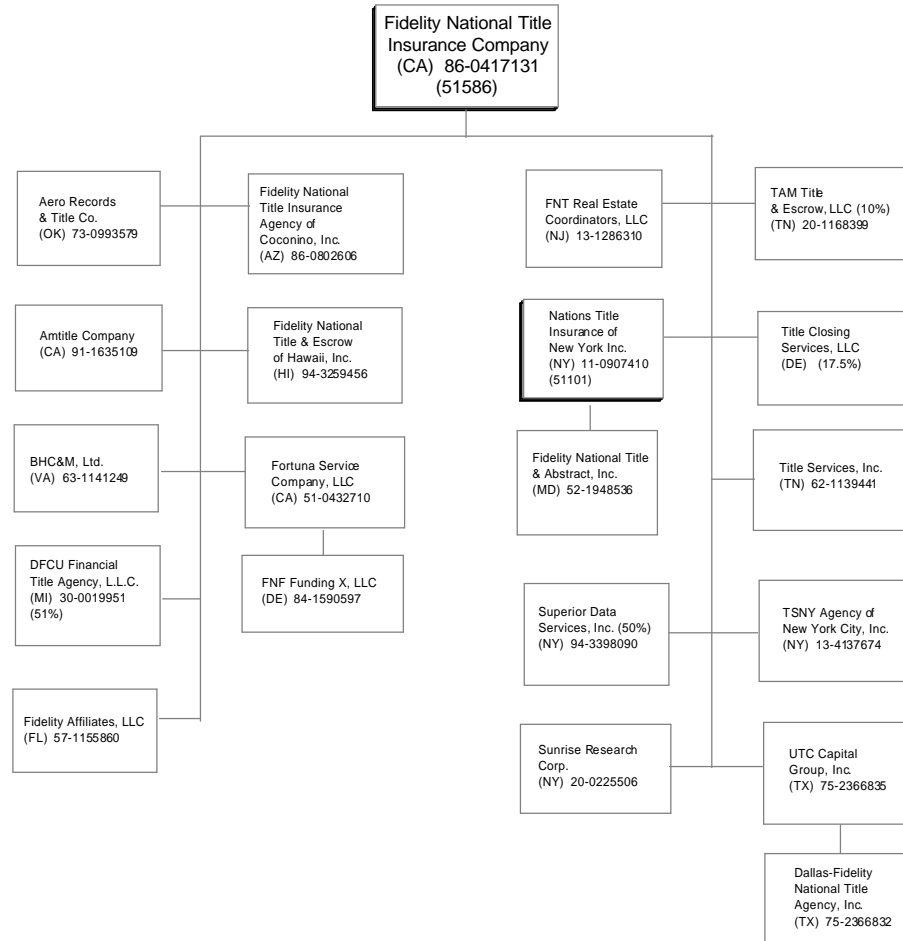 Fidelity National Title
Insurance Company
(CA) 86-0417131
(51586)
Aero Records
& Title Co.
(OK) 73-0993579
Fidelity National
Title Insurance
Agency of
Coconino, Inc.
(AZ) 86-0802606
FNT Real Estate
Coordinators, LLC
(NJ) 13-1286310
TAM Title
& Escrow, LLC (10%)
(TN) 20-1168399
Amtitle Company
(CA) 91-1635109
Fidelity National
Title & Escrow
of Hawaii, Inc.
(HI) 94-3259456
Nations Title
Insurance of
New York Inc.
(NY) 11-0907410
(51101)
Title Closing
Services, LLC
(DE) (17.5%)
BHC&M, Ltd.
(VA) 63-1141249
Fortuna Service
Company, LLC
(CA) 51-0432710
Fidelity National Title
& Abstract, Inc.
(MD) 52-1948536
Title Services, Inc.
(TN) 62-1139441
DFCU Financial
Title Agency, L.L.C.
(MI) 30-0019951
(51%)
FNF Funding X, LLC
(DE) 84-1590597
Superior Data
Services, Inc. (50%)
(NY) 94-3398090
TSNY Agency of
New York City, Inc.
(NY) 13-4137674
Fidelity Affiliates, LLC
(FL) 57-1155860
Sunrise Research
Corp.
(NY) 20-0225506
UTC Capital
Group, Inc.
(TX) 75-2366835
Dallas-Fidelity
National Title
Agency, Inc.
(TX) 75-2366832